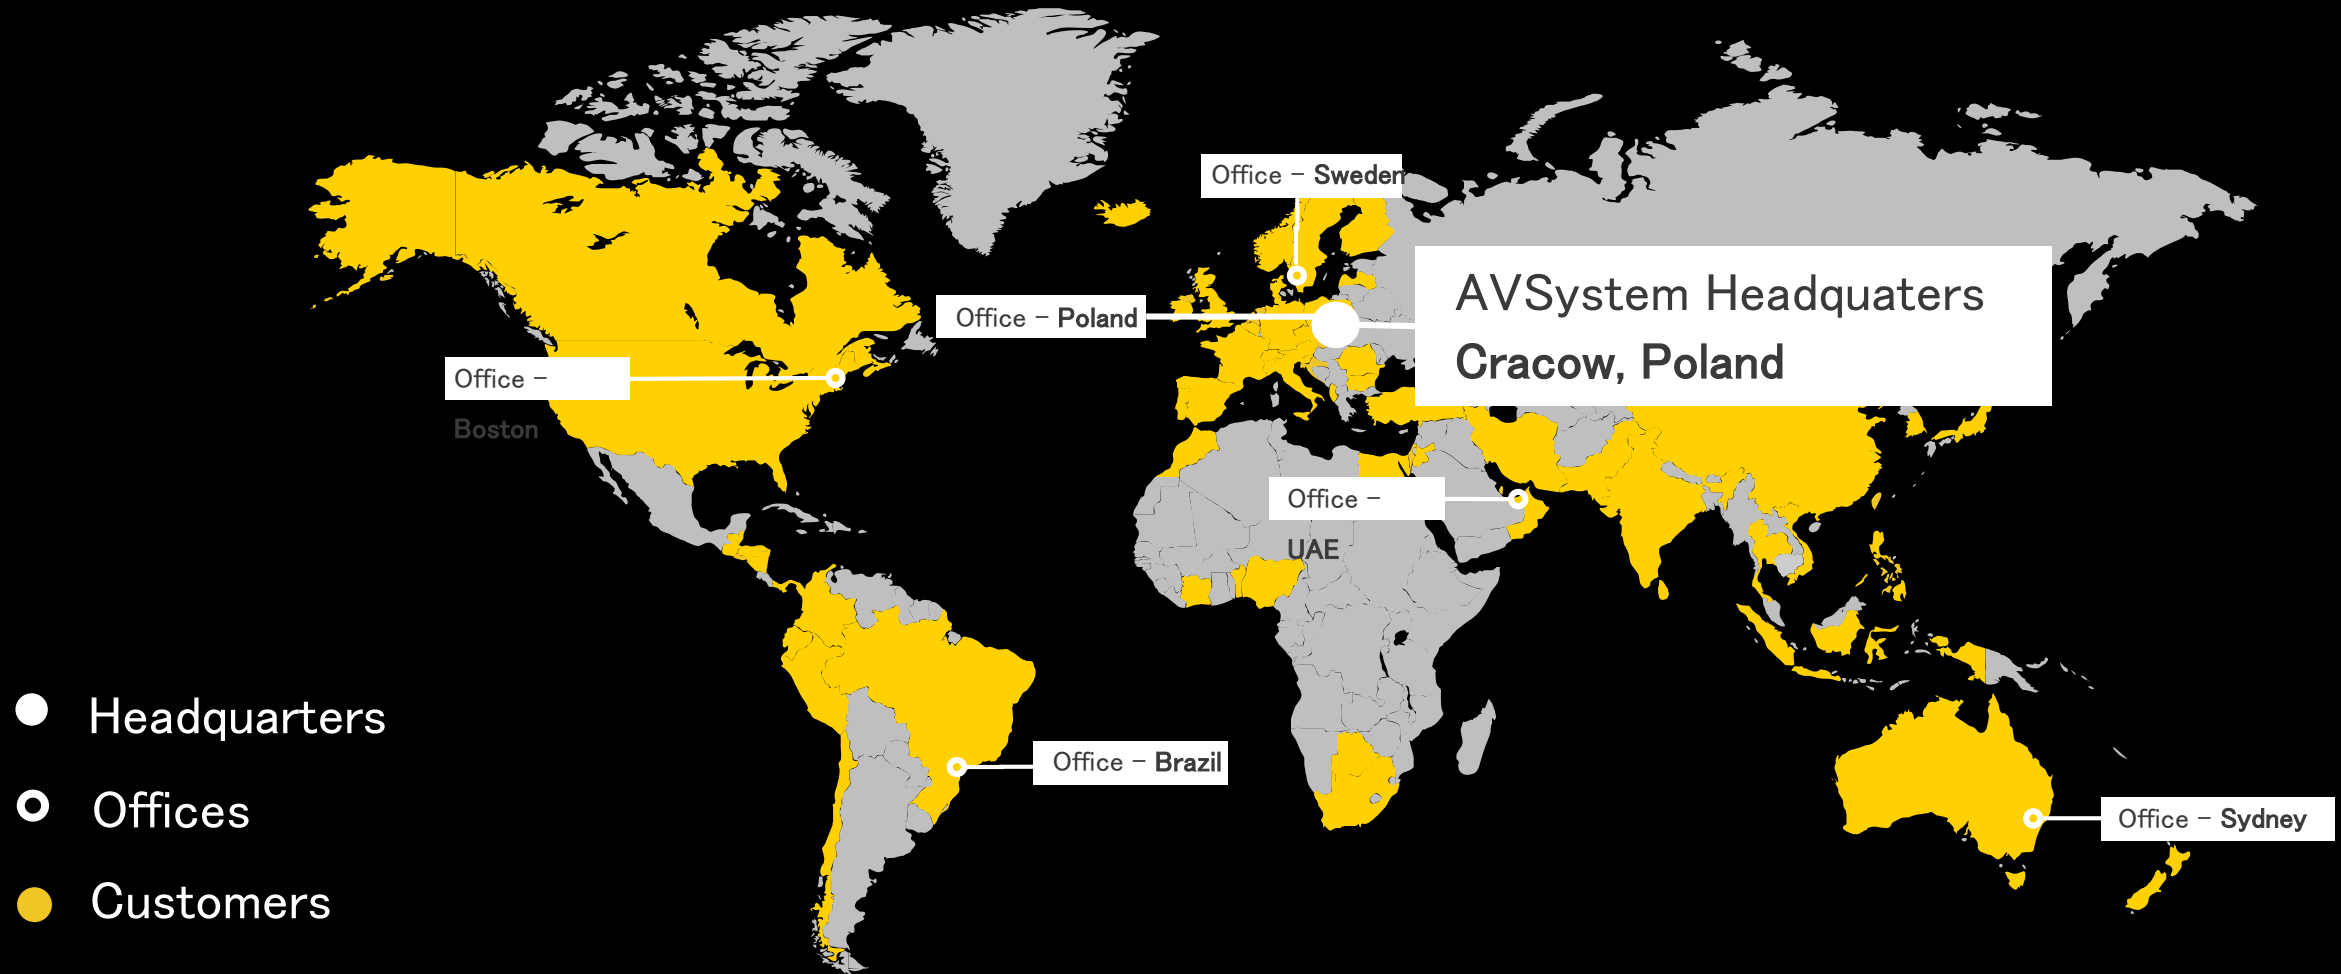 Office – Sweden
AVSystem Headquaters
Cracow, Poland
Office – Poland
Office –
Boston
Office –
UAE
Office – Brazil
Office – Sydney
Headquarters
Offices
Customers